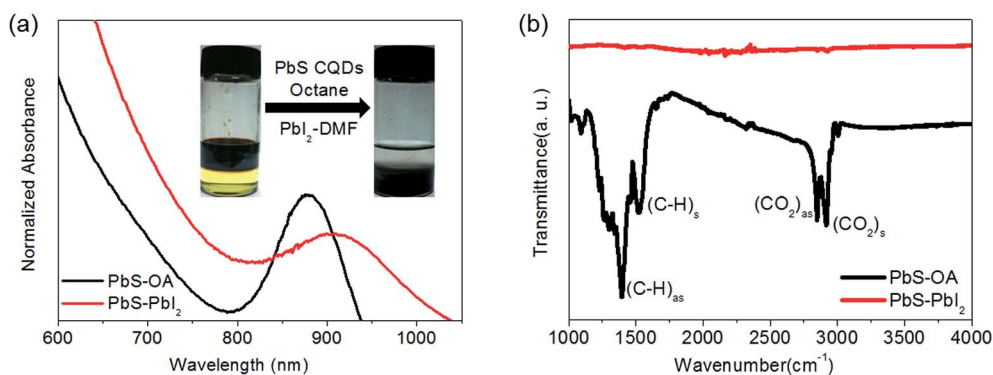 (a)
Normalized Absorbance
PbS CQDs
Octane
PbI₂-DMF
PbS-OA
PbS-PbI₂
600 700 800 900 1000
Wavelength (nm)
(b)
Transmittance(a. u.)
(C-H)ₛ
(CO₂)ₐₛ
(CO₂)ₛ
(C-H)ₐₛ
PbS-OA
PbS-PbI₂
1000 1500 2000 2500 3000 3500 4000
Wavenumber(cm⁻¹)